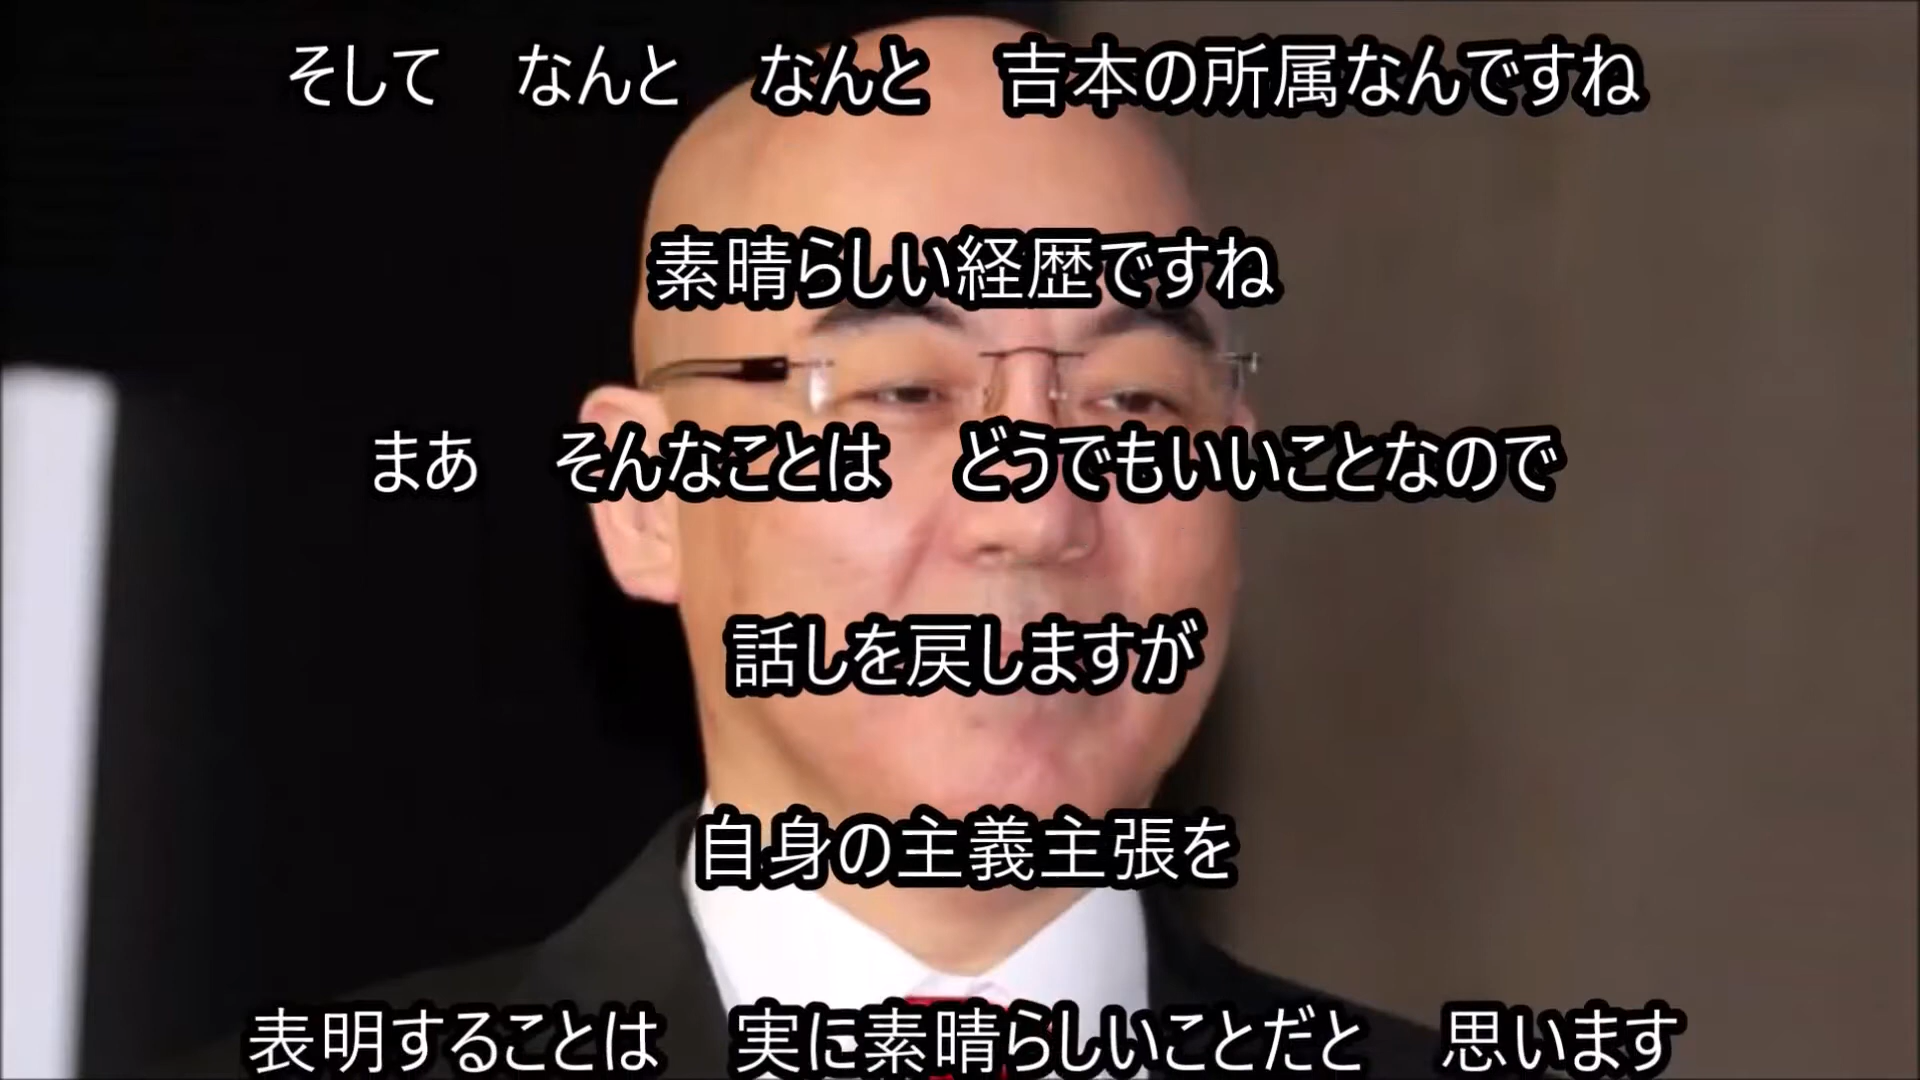 そして　なんと　なんと　吉本の所属なんですね
素晴らしい経歴ですね
まあ　そんなことは　どうでもいいことなので
話しを戻しますが
自身の主義主張を
表明することは　実に素晴らしいことだと　思います